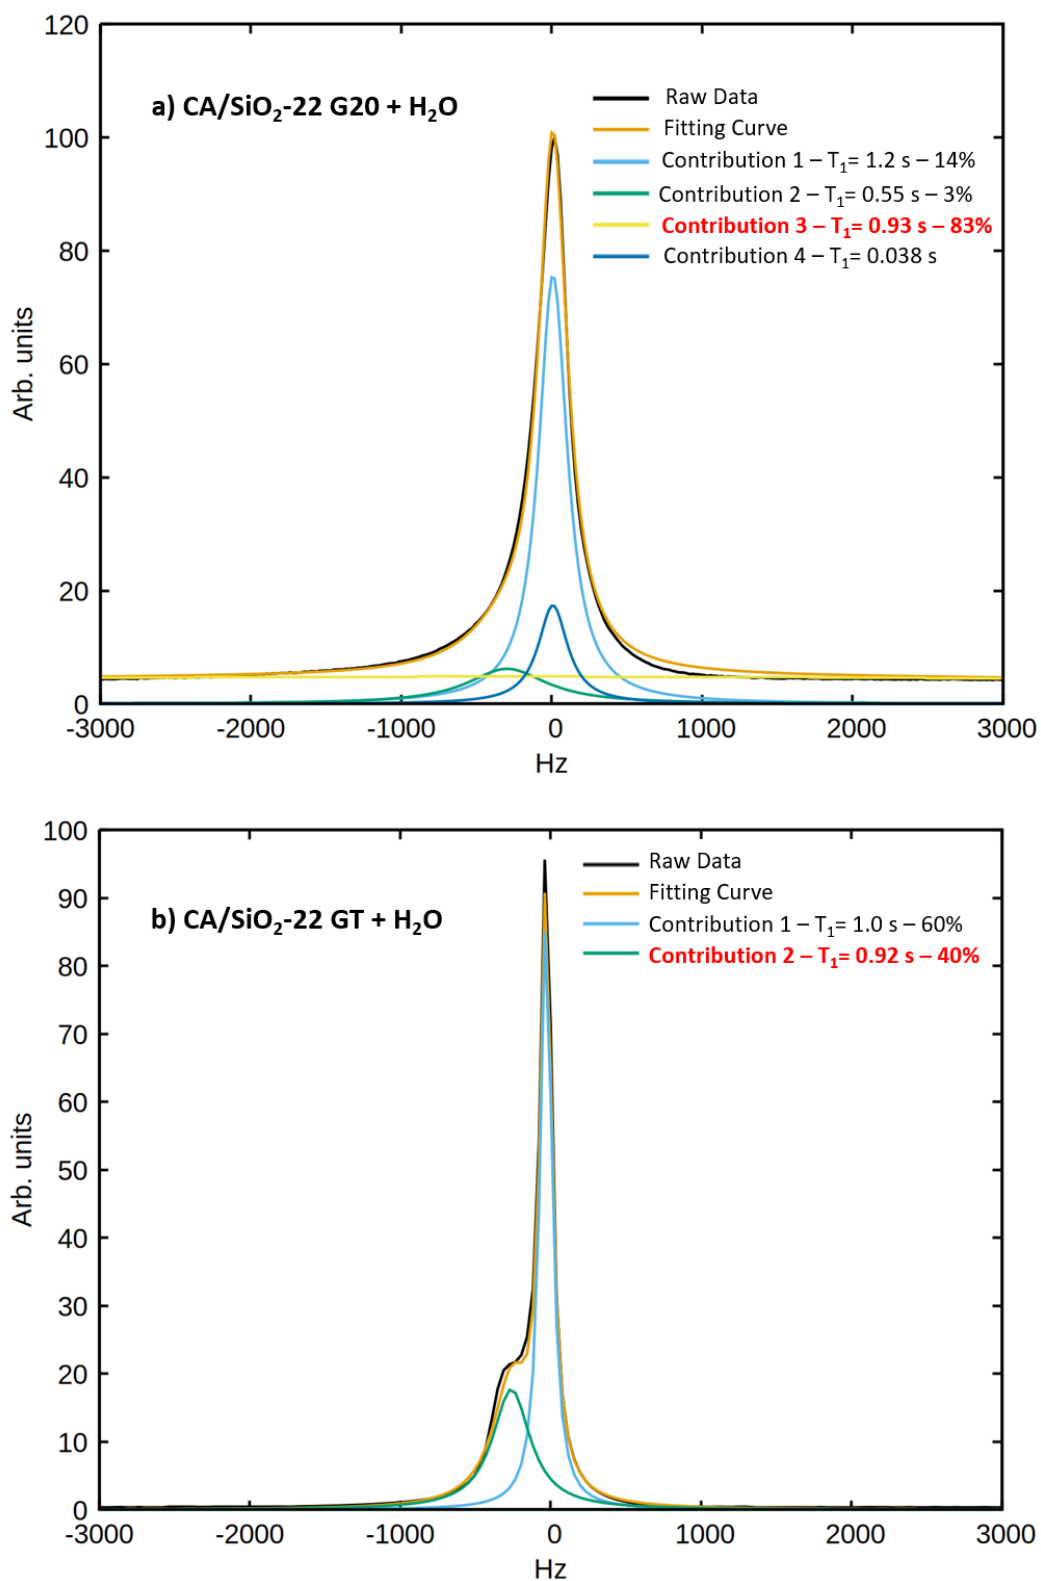 120
100
80
60
40
20
0
Arb. units
a) CA/SiO₂-22 G20 + H₂O
Raw Data
Fitting Curve
Contribution 1 – T₁= 1.2 s – 14%
Contribution 2 – T₁= 0.55 s – 3%
Contribution 3 – T₁= 0.93 s – 83%
Contribution 4 – T₁= 0.038 s
-3000 -2000 -1000 0 1000 2000 3000
Hz
100
90
80
70
60
50
40
30
20
10
0
Arb. units
b) CA/SiO₂-22 GT + H₂O
Raw Data
Fitting Curve
Contribution 1 – T₁= 1.0 s – 60%
Contribution 2 – T₁= 0.92 s – 40%
-3000 -2000 -1000 0 1000 2000 3000
Hz